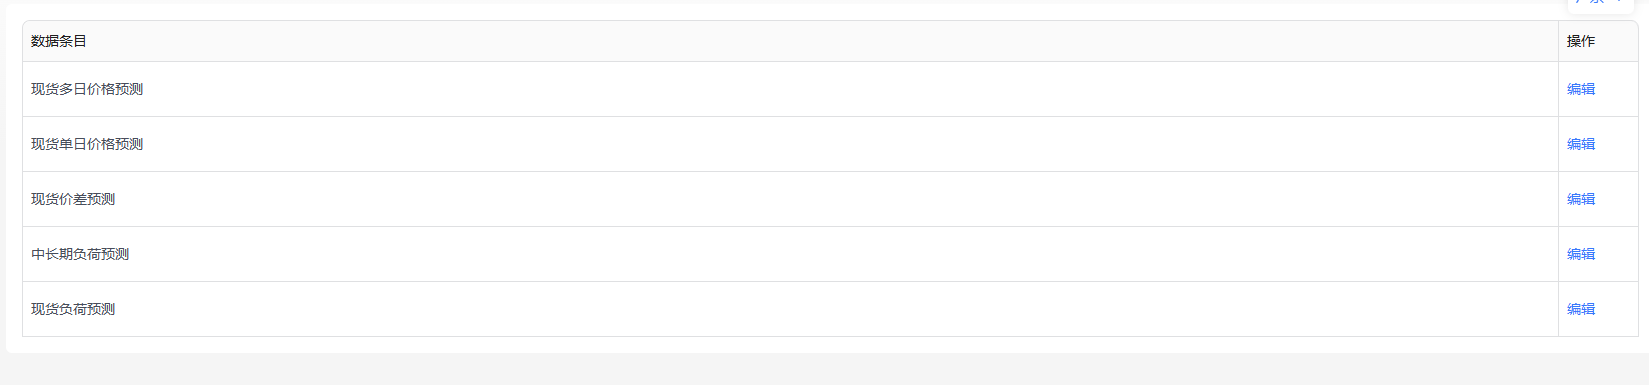 数据条目 操作
现货多日价格预测 编辑
现货单日价格预测 编辑
现货价差预测 编辑
中长期负荷预测 编辑
现货负荷预测 编辑